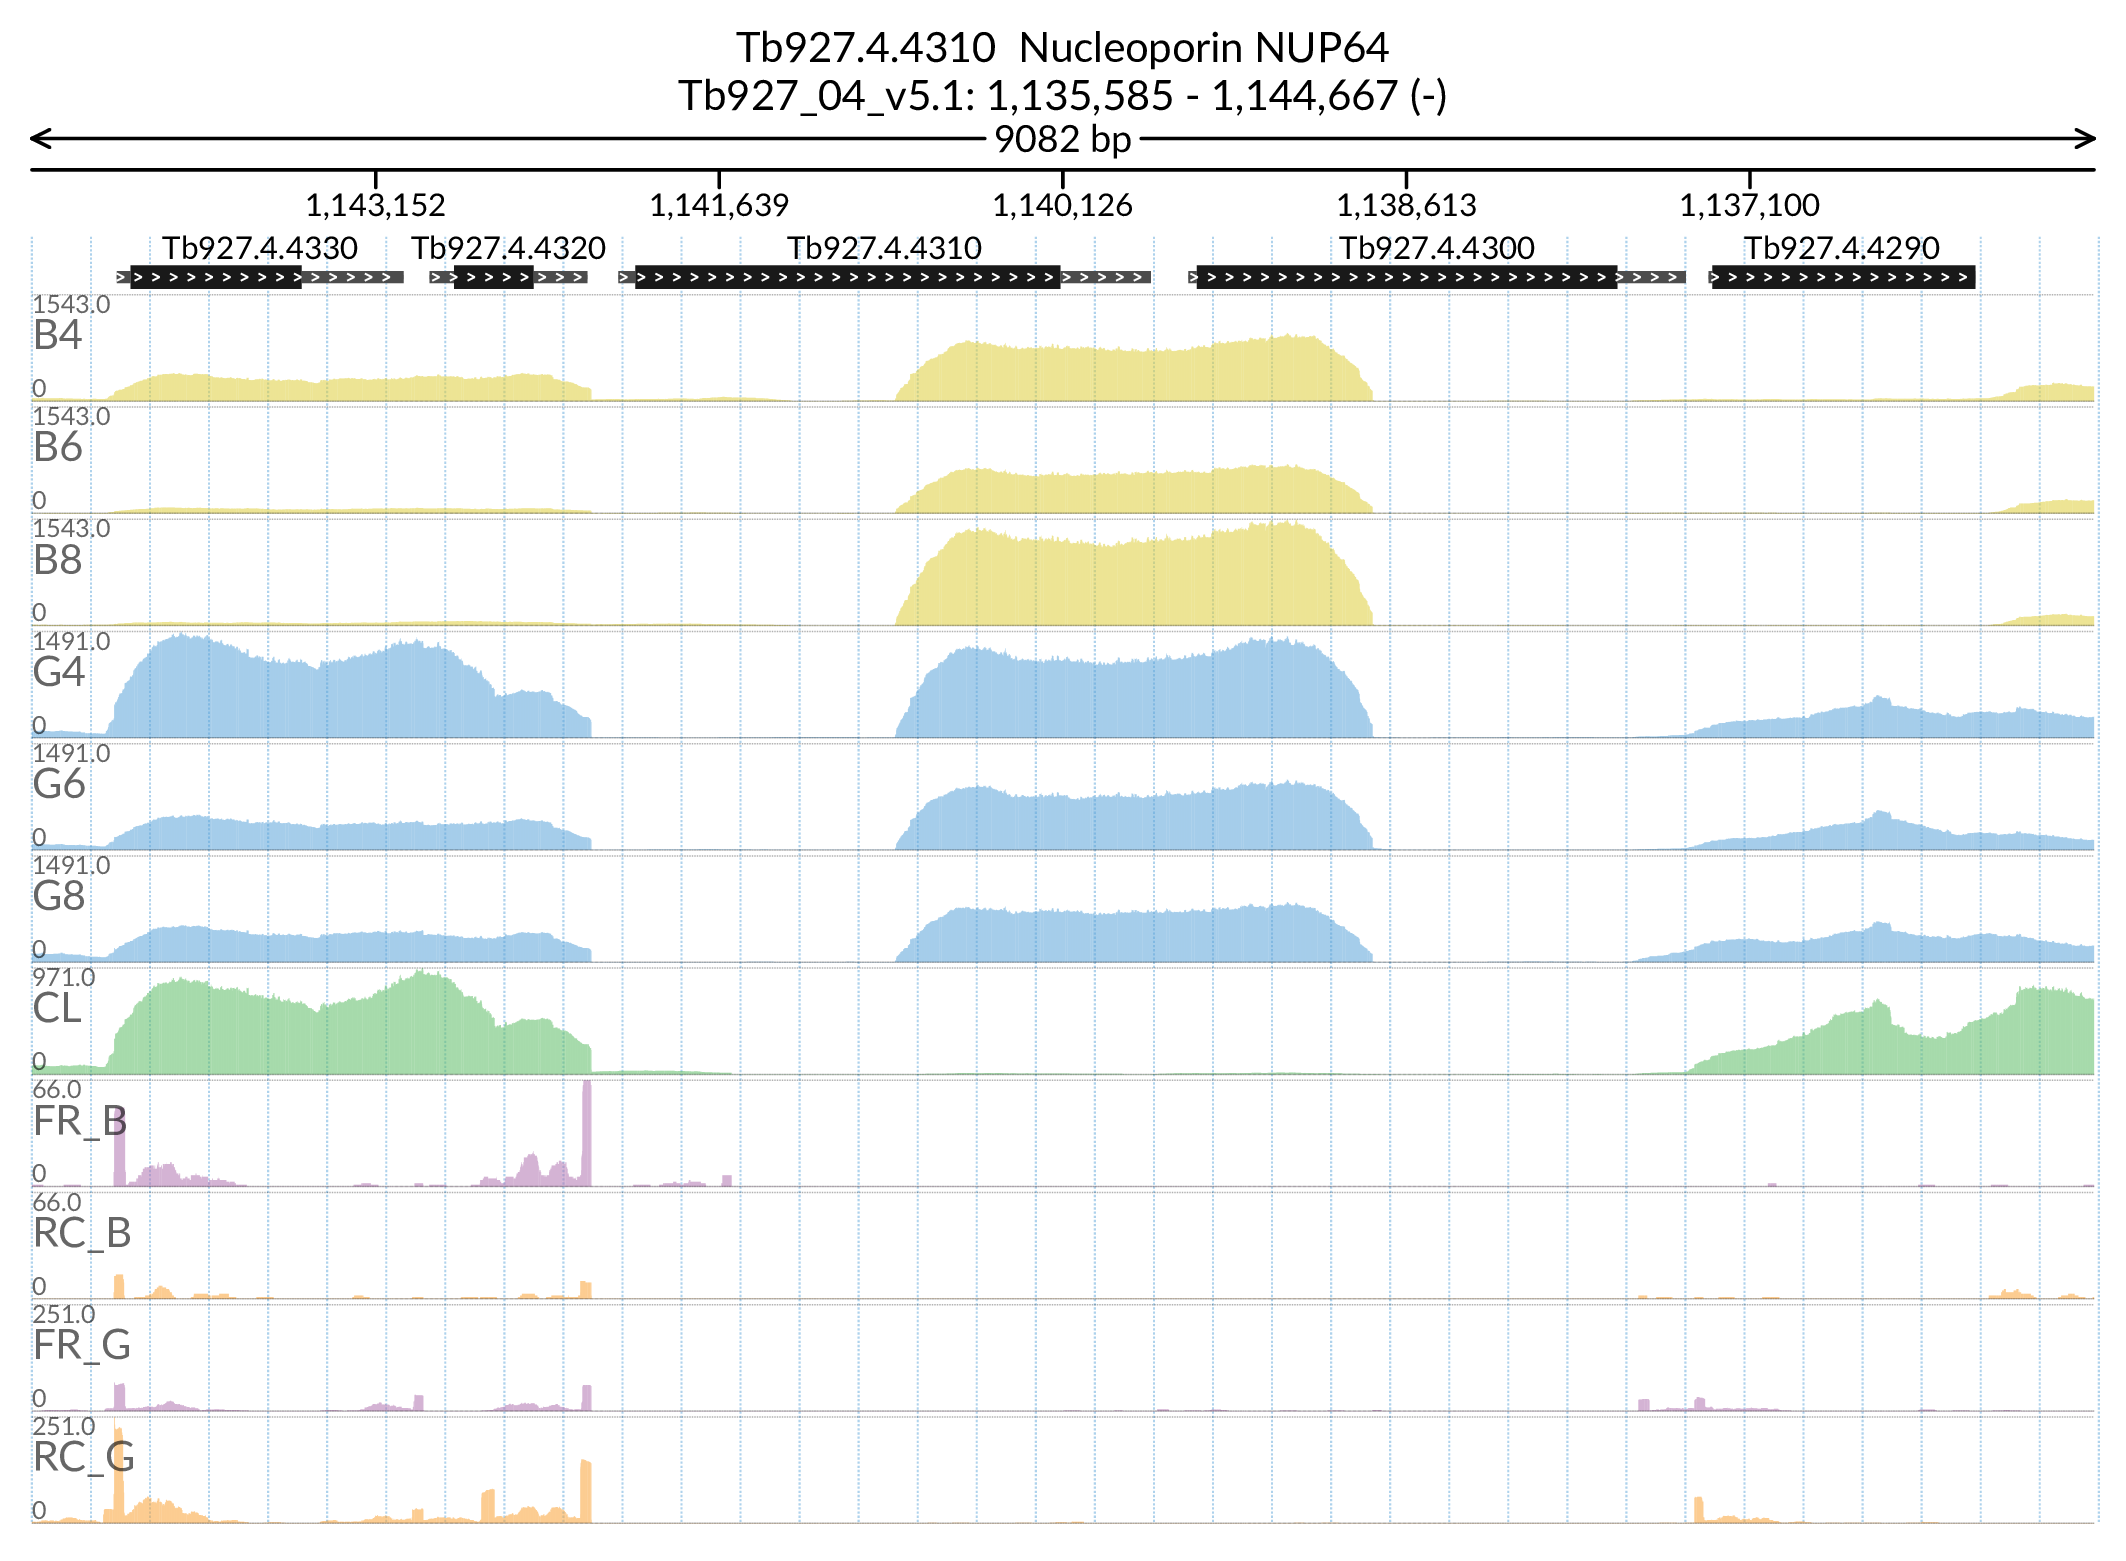 Tb927.4.4310  Nucleoporin NUP64
Tb927_04_v5.1: 1,135,585 - 1,144,667 (-)
9082 bp
1,143,152 1,141,639 1,140,126 1,138,613 1,137,100
Tb927.4.4330 Tb927.4.4320 Tb927.4.4310 Tb927.4.4300 Tb927.4.4290
1543.0
B4
0
1543.0
B6
0
1543.0
B8
0
1491.0
G4
0
1491.0
G6
0
1491.0
G8
0
971.0
CL
0
66.0
FR_B
0
66.0
RC_B
0
251.0
FR_G
0
251.0
RC_G
0